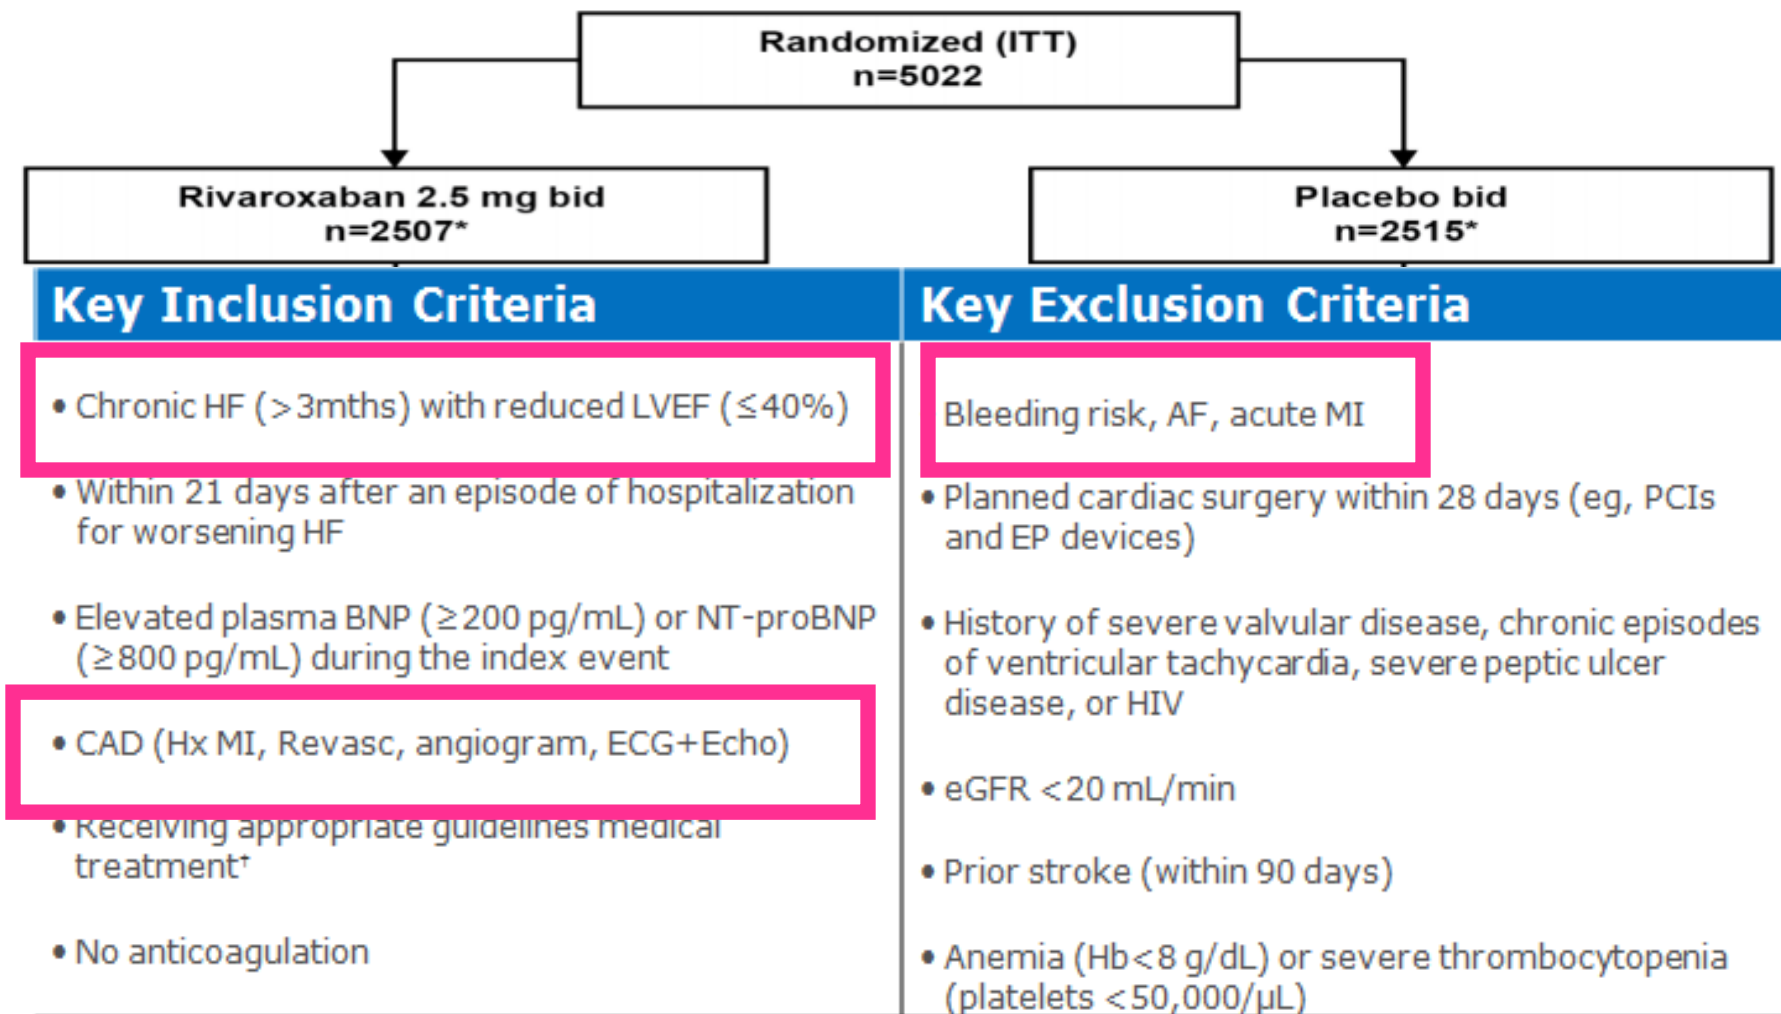 Randomized (ITT)
n=5022
Rivaroxaban 2.5 mg bid
n=2507*
Placebo bid
n=2515*
Key Inclusion Criteria
• Chronic HF (>3mths) with reduced LVEF (≤40%)
• Within 21 days after an episode of hospitalization
for worsening HF
• Elevated plasma BNP (≥200 pg/mL) or NT-proBNP
(≥800 pg/mL) during the index event
• CAD (Hx MI, Revasc, angiogram, ECG+Echo)
• Receiving appropriate guidelines medical
treatment†
• No anticoagulation
Key Exclusion Criteria
Bleeding risk, AF, acute MI
• Planned cardiac surgery within 28 days (eg, PCIs
and EP devices)
• History of severe valvular disease, chronic episodes
of ventricular tachycardia, severe peptic ulcer
disease, or HIV
• eGFR <20 mL/min
• Prior stroke (within 90 days)
• Anemia (Hb<8 g/dL) or severe thrombocytopenia
(platelets <50,000/µL)